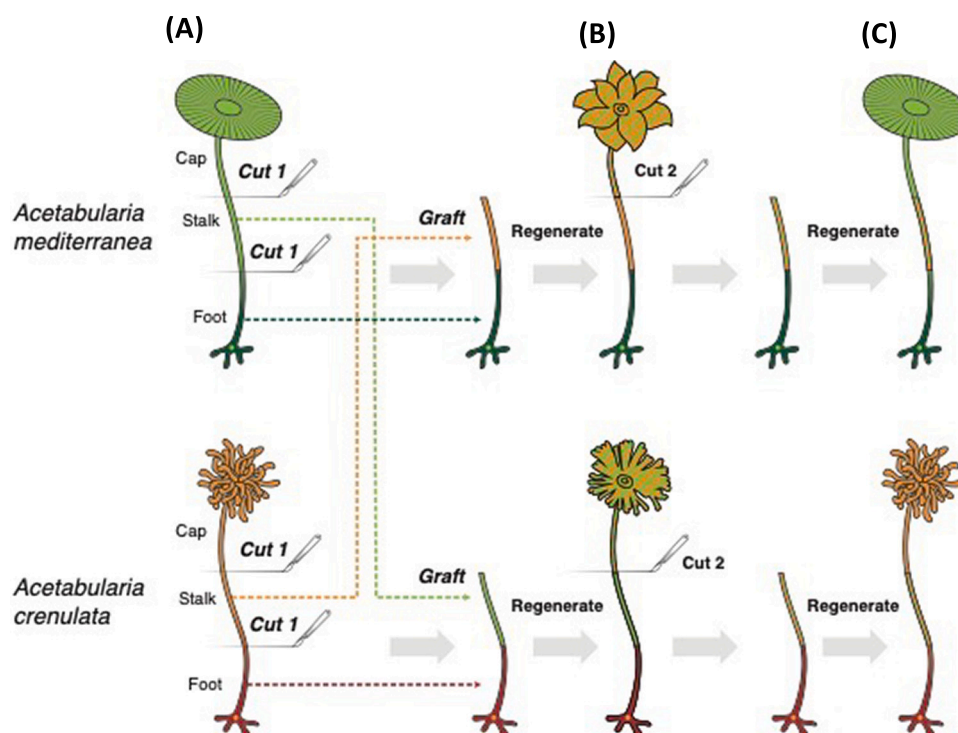 (A)
(B)
(C)
Cap
Cut 1
Cut 2
Acetabularia
mediterranea
Stalk
Graft
Regenerate
Regenerate
Cut 1
Foot
Cap
Cut 1
Cut 2
Acetabularia
crenulata
Stalk
Graft
Regenerate
Regenerate
Cut 1
Foot